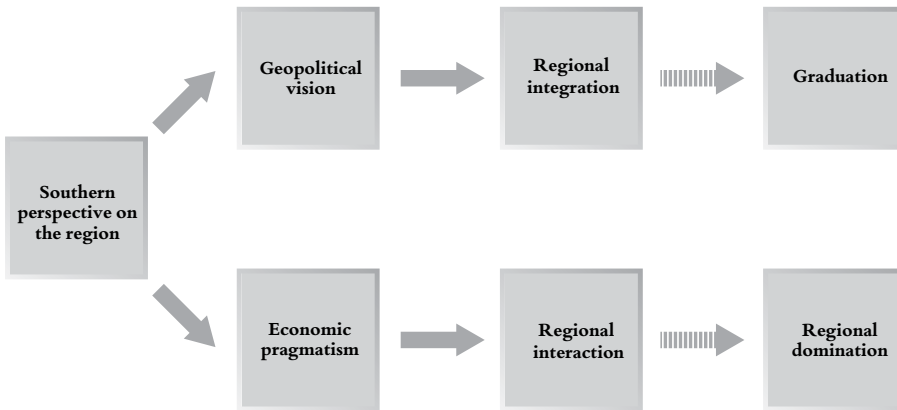 Geopolitical
vision
Regional
integration
Graduation
Southern
perspective on
the region
Economic
pragmatism
Regional
interaction
Regional
domination